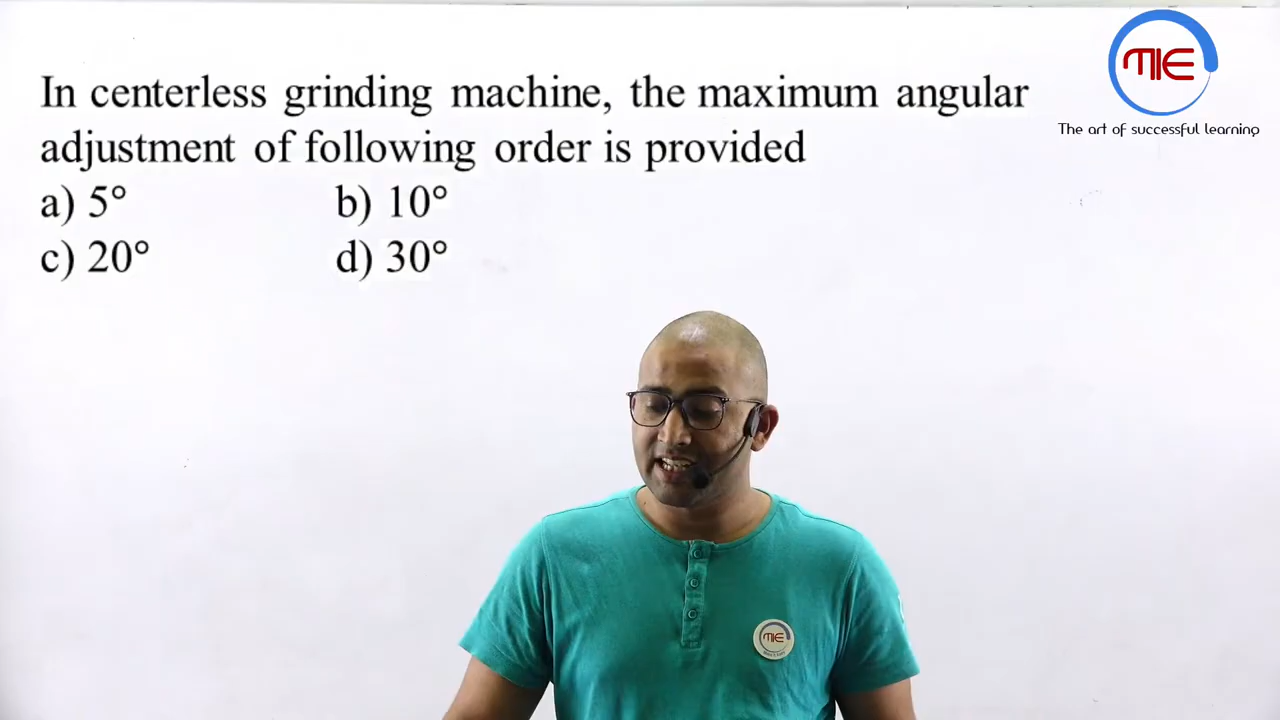 In centerless grinding machine, the maximum angular
adjustment of following order is provided
a) 5° b) 10°
c) 20° d) 30°
MIE
The art of successful learning
MIE